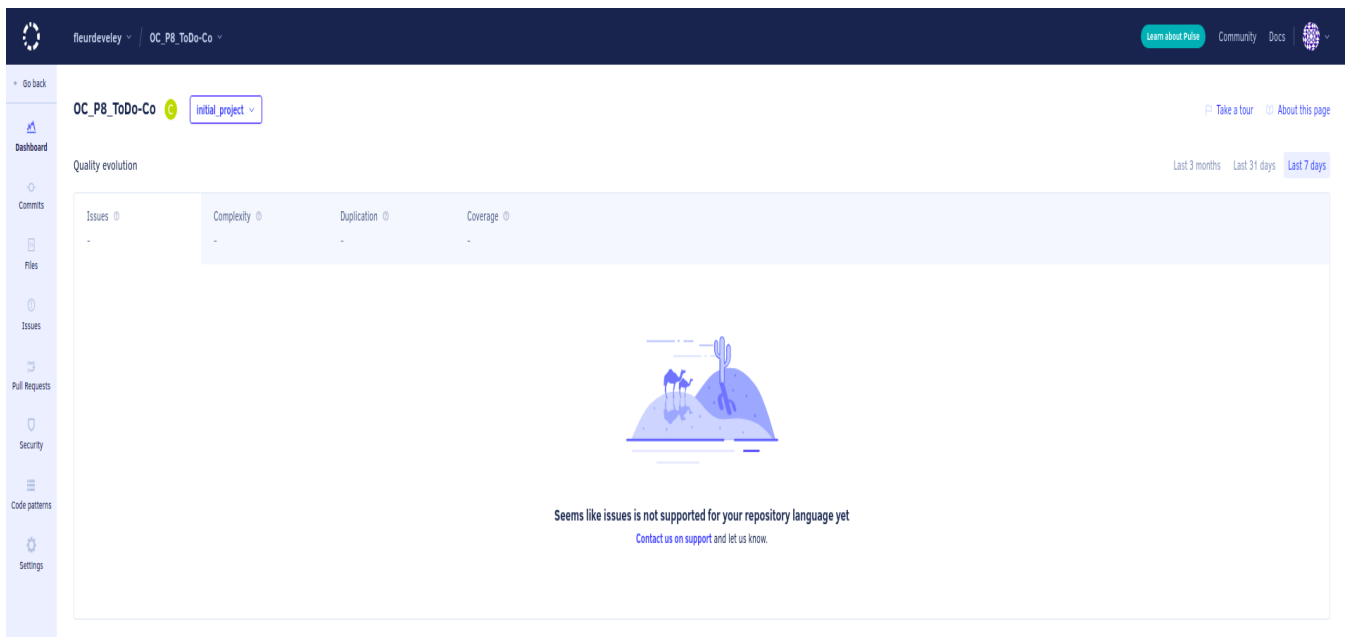 fleurdeveley / OC_P8_ToDo-Co
Learn about Pulse Community Docs
Go back
OC_P8_ToDo-Co C initial_project
Take a tour About this page
Dashboard
Quality evolution
Last 3 months Last 31 days Last 7 days
Commits
Issues Complexity Duplication Coverage
- - - -
Files
Issues
Pull Requests
Security
Code patterns
Settings
Seems like issues is not supported for your repository language yet
Contact us on support and let us know.